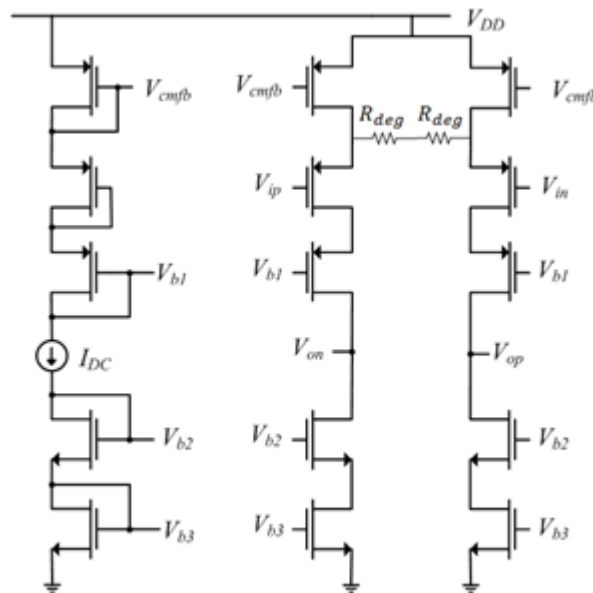 V_DD
V_cmfb
V_cmfb
V_cmf
R_deg
R_deg
V_ip
V_in
V_b1
V_b1
V_b1
V_on
V_op
I_DC
V_b2
V_b2
V_b2
V_b3
V_b3
V_b3